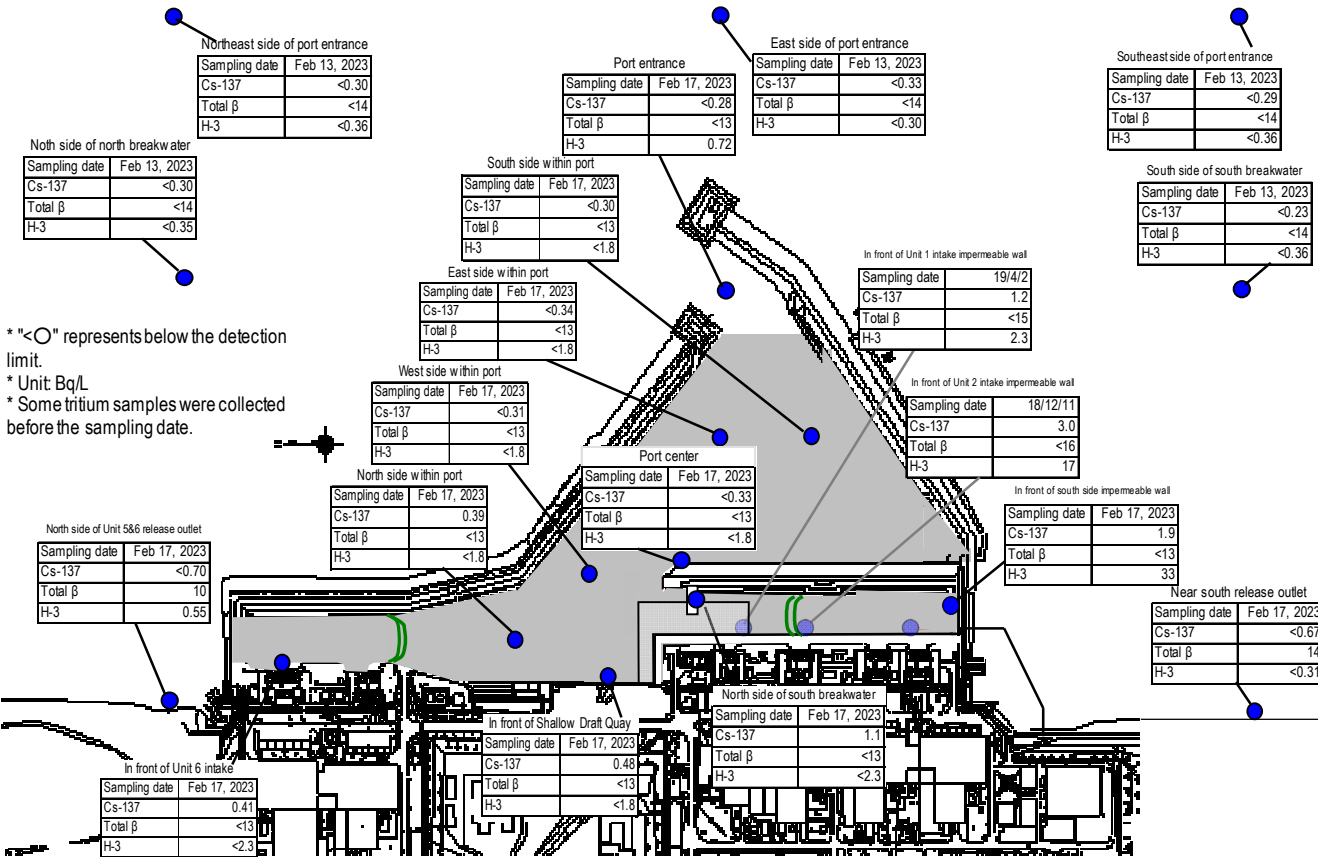 Northeast side of port entrance
Sampling date Feb 13, 2023
Cs-137 <0.30
Total β <14
H-3 <0.36
East side of port entrance
Sampling date Feb 13, 2023
Cs-137 <0.33
Total β <14
H-3 <0.30
Southeast side of port entrance
Sampling date Feb 13, 2023
Cs-137 <0.29
Total β <14
H-3 <0.36
Port entrance
Sampling date Feb 17, 2023
Cs-137 <0.28
Total β <13
H-3 0.72
Noth side of north breakwater
Sampling date Feb 13, 2023
Cs-137 <0.30
Total β <14
H-3 <0.35
South side within port
Sampling date Feb 17, 2023
Cs-137 <0.30
Total β <13
H-3 <1.8
South side of south breakwater
Sampling date Feb 13, 2023
Cs-137 <0.23
Total β <14
H-3 <0.36
In front of Unit 1 intake impermeable wall
Sampling date 19/4/2
Cs-137 1.2
Total β <15
H-3 2.3
East side within port
Sampling date Feb 17, 2023
Cs-137 <0.34
Total β <13
H-3 <1.8
* "<○" represents below the detection
limit.
* Unit: Bq/L
* Some tritium samples were collected
before the sampling date.
West side within port
Sampling date Feb 17, 2023
Cs-137 <0.31
Total β <13
H-3 <1.8
In front of Unit 2 intake impermeable wall
Sampling date 18/12/11
Cs-137 3.0
Total β <16
H-3 17
Port center
Sampling date Feb 17, 2023
Cs-137 <0.33
Total β <13
H-3 <1.8
North side within port
Sampling date Feb 17, 2023
Cs-137 0.39
Total β <13
H-3 <1.8
In front of south side impermeable wall
Sampling date Feb 17, 2023
Cs-137 1.9
Total β <13
H-3 33
North side of Unit 5&6 release outlet
Sampling date Feb 17, 2023
Cs-137 <0.70
Total β 10
H-3 0.55
Near south release outlet
Sampling date Feb 17, 2023
Cs-137 <0.67
Total β 14
H-3 <0.31
North side of south breakwater
Sampling date Feb 17, 2023
Cs-137 1.1
Total β <13
H-3 <2.3
In front of Shallow Draft Quay
Sampling date Feb 17, 2023
Cs-137 0.48
Total β <13
H-3 <1.8
In front of Unit 6 intake
Sampling date Feb 17, 2023
Cs-137 0.41
Total β <13
H-3 <2.3